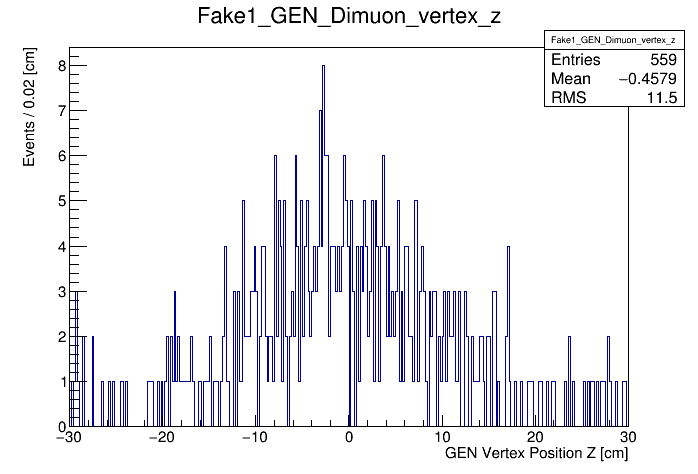 Fake1_GEN_Dimuon_vertex_z
Fake1_GEN_Dimuon_vertex_z
Entries 559
Mean −0.4579
RMS 11.5
Events / 0.02 [cm]
8
7
6
5
4
3
2
1
0
−30 −20 −10 0 10 20 30
GEN Vertex Position Z [cm]